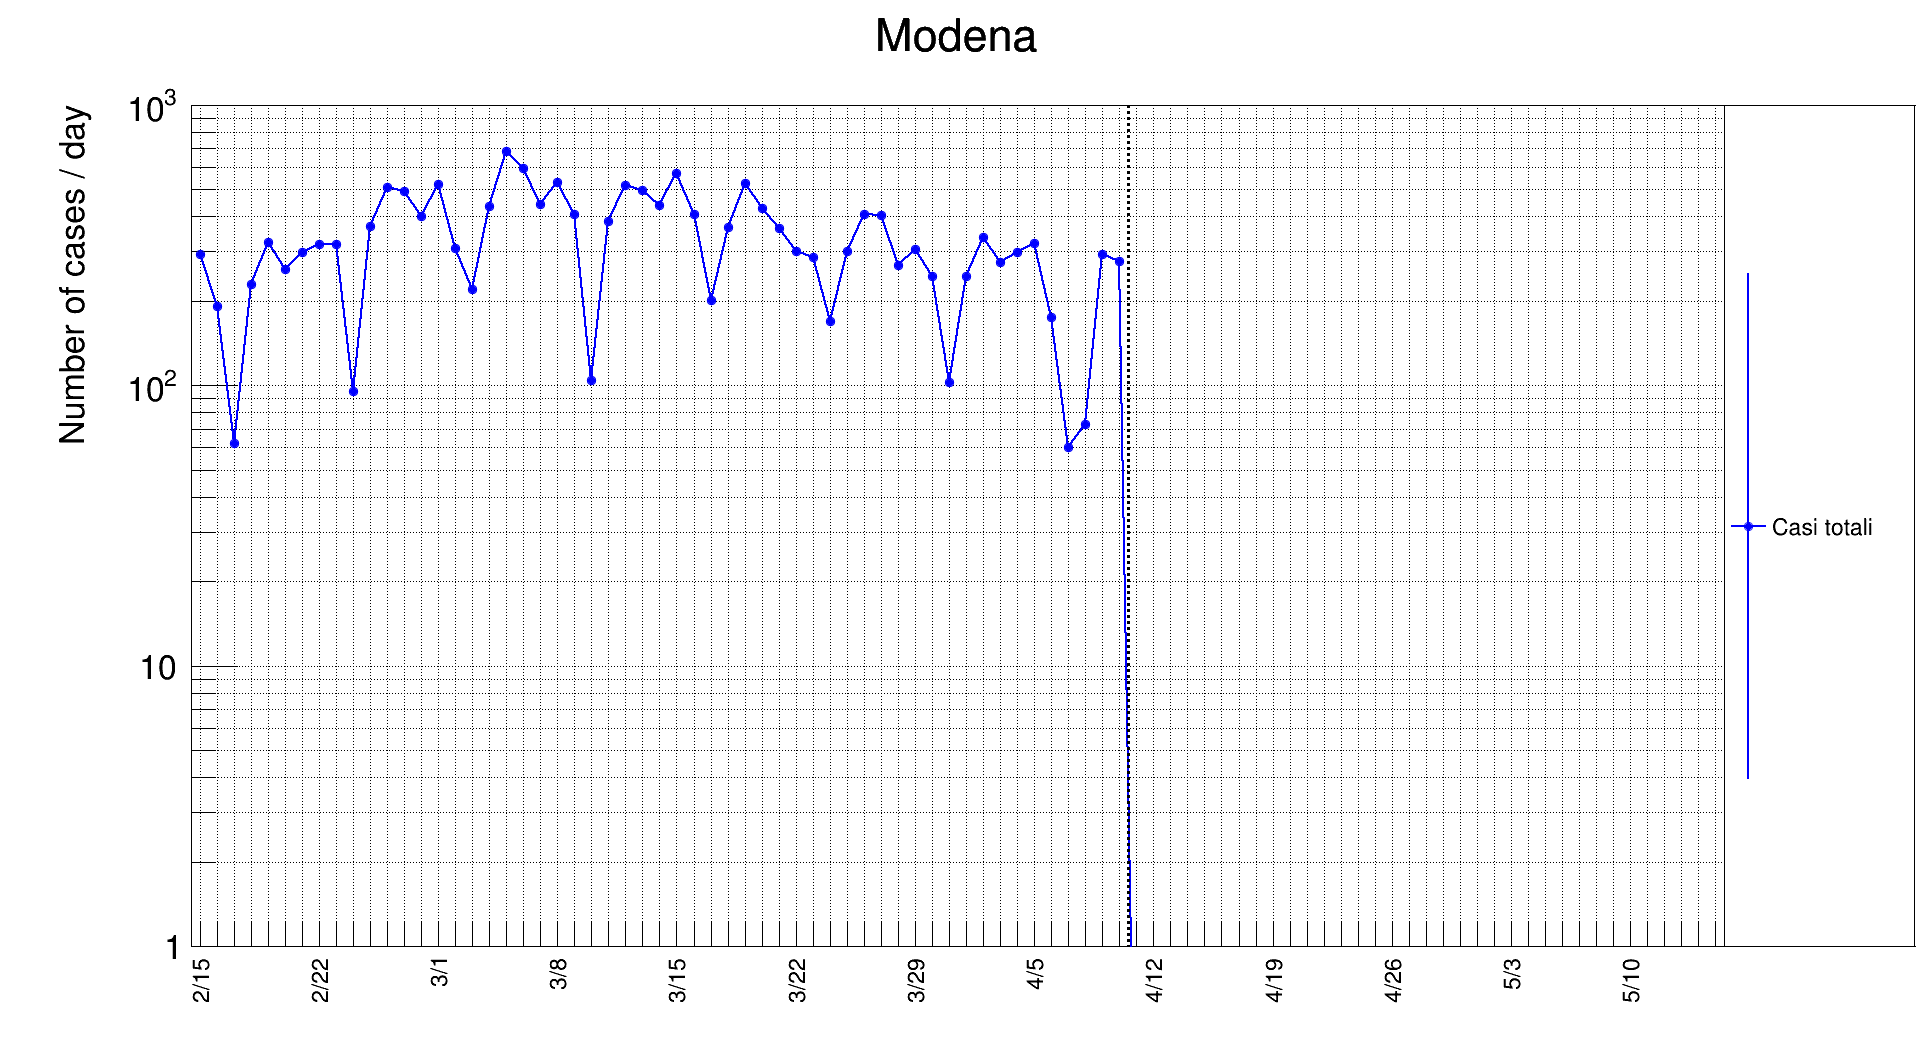 Modena
Number of cases / day
10³
10²
10
1
2/15 2/22 3/1 3/8 3/15 3/22 3/29 4/5 4/12 4/19 4/26 5/3 5/10
Casi totali